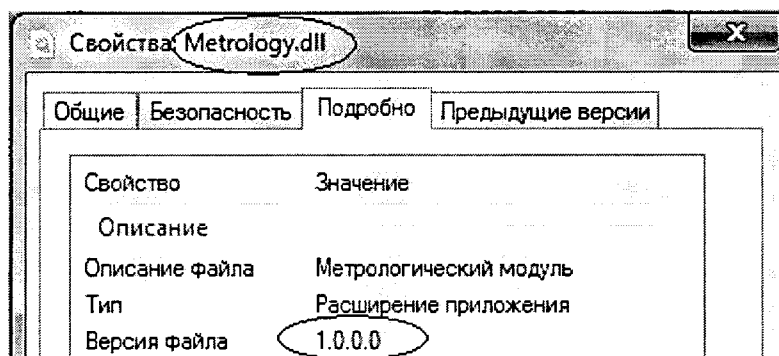 Свойства: Metrology.dll
Общие Безопасность Подробно Предыдущие версии
Свойство Значение
Описание
Описание файла Метрологический модуль
Тип Расширение приложения
Версия файла 1.0.0.0